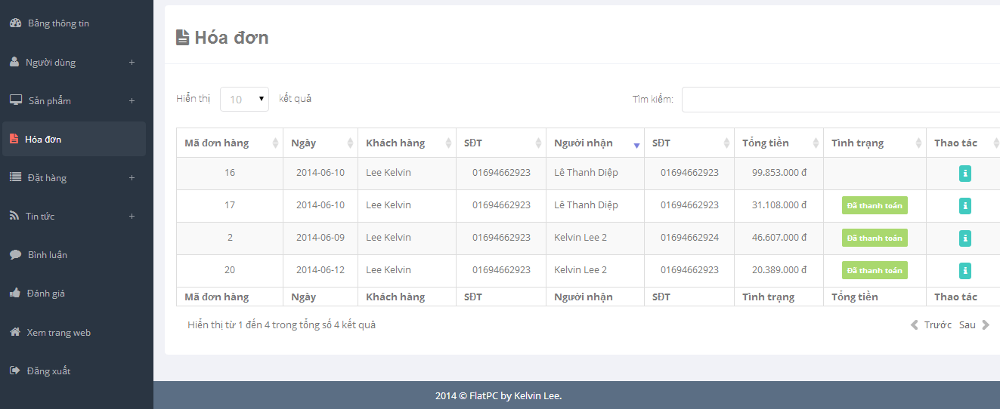 Bảng thông tin
Người dùng +
Sản phẩm +
Hóa đơn
Đặt hàng +
Tin tức +
Bình luận
Đánh giá
Xem trang web
Đăng xuất
Hóa đơn
Hiển thị 10 kết quả
Tìm kiếm:
Mã đơn hàng Ngày Khách hàng SĐT Người nhận SĐT Tổng tiền Tình trạng Thao tác
16 2014-06-10 Lee Kelvin 01694662923 Lê Thanh Diệp 01694662923 99.853.000 đ
17 2014-06-10 Lee Kelvin 01694662923 Lê Thanh Diệp 01694662923 31.108.000 đ Đã thanh toán
2 2014-06-09 Lee Kelvin 01694662923 Kelvin Lee 2 01694662924 46.607.000 đ Đã thanh toán
20 2014-06-12 Lee Kelvin 01694662923 Kelvin Lee 2 01694662923 20.389.000 đ Đã thanh toán
Mã đơn hàng Ngày Khách hàng SĐT Người nhận SĐT Tình trạng Tổng tiền Thao tác
Hiển thị từ 1 đến 4 trong tổng số 4 kết quả
Trước Sau
2014 © FlatPC by Kelvin Lee.